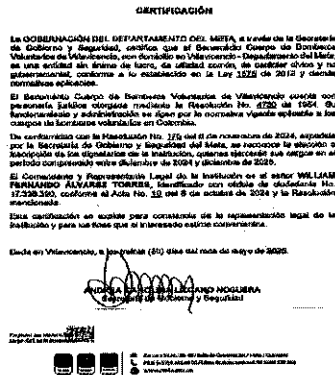 CERTIFICACIÓN
La GOBERNACIÓN DEL DEPARTAMENTO DEL META, a través de la Secretaría
de Gobierno y Seguridad, certifica que el Benemérito Cuerpo de Bomberos
Voluntarios de Villavicencio, con domicilio en Villavicencio - Departamento del Meta,
es una entidad sin ánimo de lucro, de utilidad común, de carácter cívico y no
gubernamental, conforme a lo establecido en la Ley 1575 de 2012 y demás
normativas aplicables.
El Benemérito Cuerpo de Bomberos Voluntarios de Villavicencio cuenta con
personería jurídica otorgada mediante la Resolución No. de 1954. Su
funcionamiento y administración se rigen por la normativa vigente aplicable a los
cuerpos de bomberos voluntarios en Colombia.
De conformidad con la Resolución No. de noviembre de 2024, expedida
por la Secretaría de Gobierno y Seguridad del Meta, se reconoce la elección e
inscripción de los dignatarios de la Institución, quienes ejercerán sus cargos en el
período comprendido entre diciembre de 2024 y diciembre de 2025.
El Comandante y Representante Legal de la Institución es el señor WILLIAM
FERNANDO ÁLVAREZ TORRES, identificado con cédula de ciudadanía No.
conforme al Acta No. 10 del de octubre de 2024 y la Resolución
mencionada.
Esta certificación se expide para constancia de la representación legal de la
institución y para los fines que el interesado estime convenientes.
Dada en Villavicencio, a los treinta (30) días del mes de mayo de 2025.
ANDREA CAROLINA LIZCANO NOGUERA
Secretaria de Gobierno y Seguridad